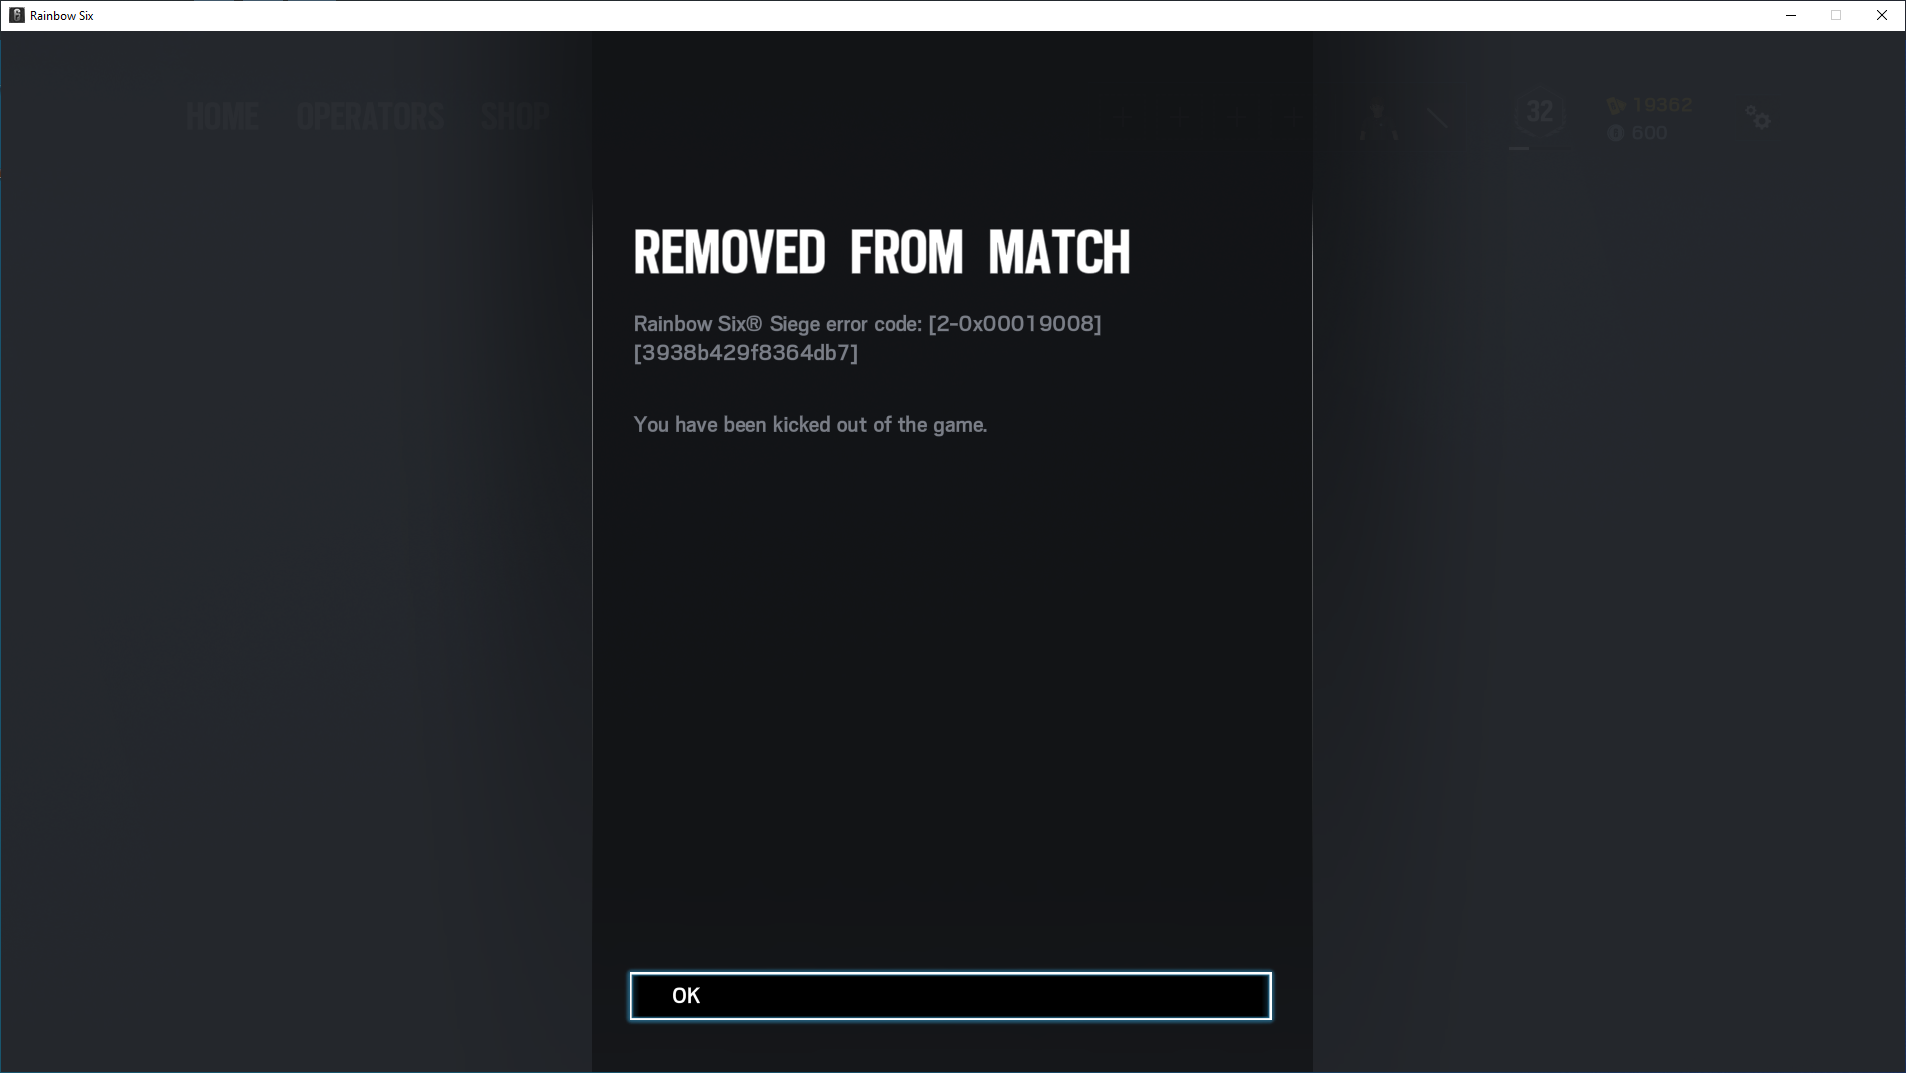 Rainbow Six
HOME OPERATORS SHOP
32
19362
600
REMOVED FROM MATCH
Rainbow Six® Siege error code: [2-0x00019008]
[3938b429f8364db7]
You have been kicked out of the game.
OK